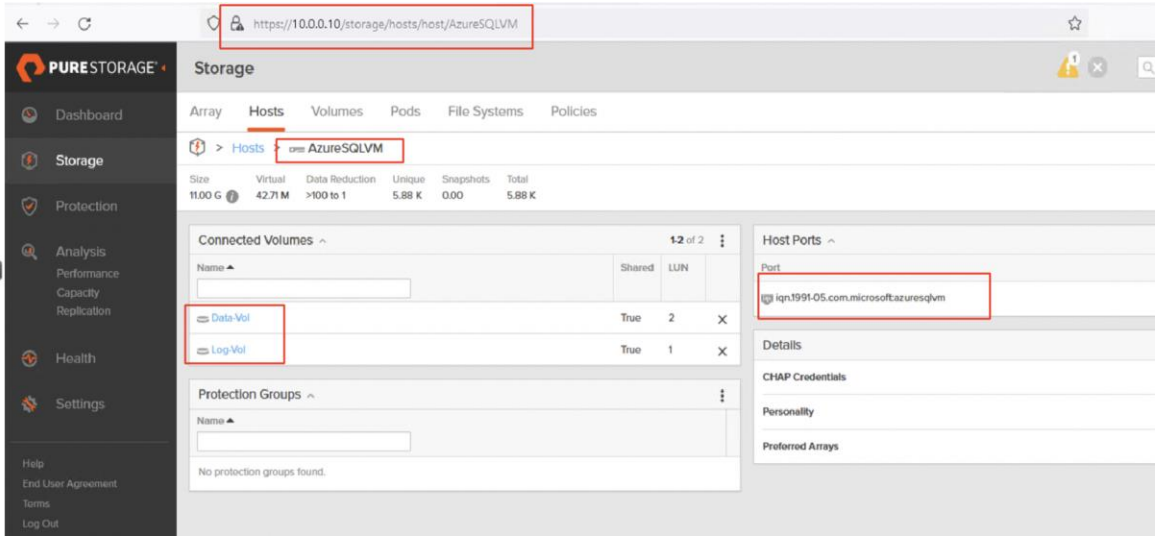 https://10.0.0.10/storage/hosts/host/AzureSQLVM
PURESTORAGE®
Dashboard
Storage
Protection
Analysis
Performance
Capacity
Replication
Health
Settings
Help
End User Agreement
Terms
Log Out
Storage
1
Array Hosts Volumes Pods File Systems Policies
> Hosts > AzureSQLVM
Size Virtual Data Reduction Unique Snapshots Total
11.00 G 42.71 M >100 to 1 5.88 K 0.00 5.88 K
Connected Volumes 1-2 of 2
Name Shared LUN
Data-Vol True 2
Log-Vol True 1
Protection Groups
Name
No protection groups found.
Host Ports
Port
iqn.1991-05.com.microsoft:azuresqlvm
Details
CHAP Credentials
Personality
Preferred Arrays